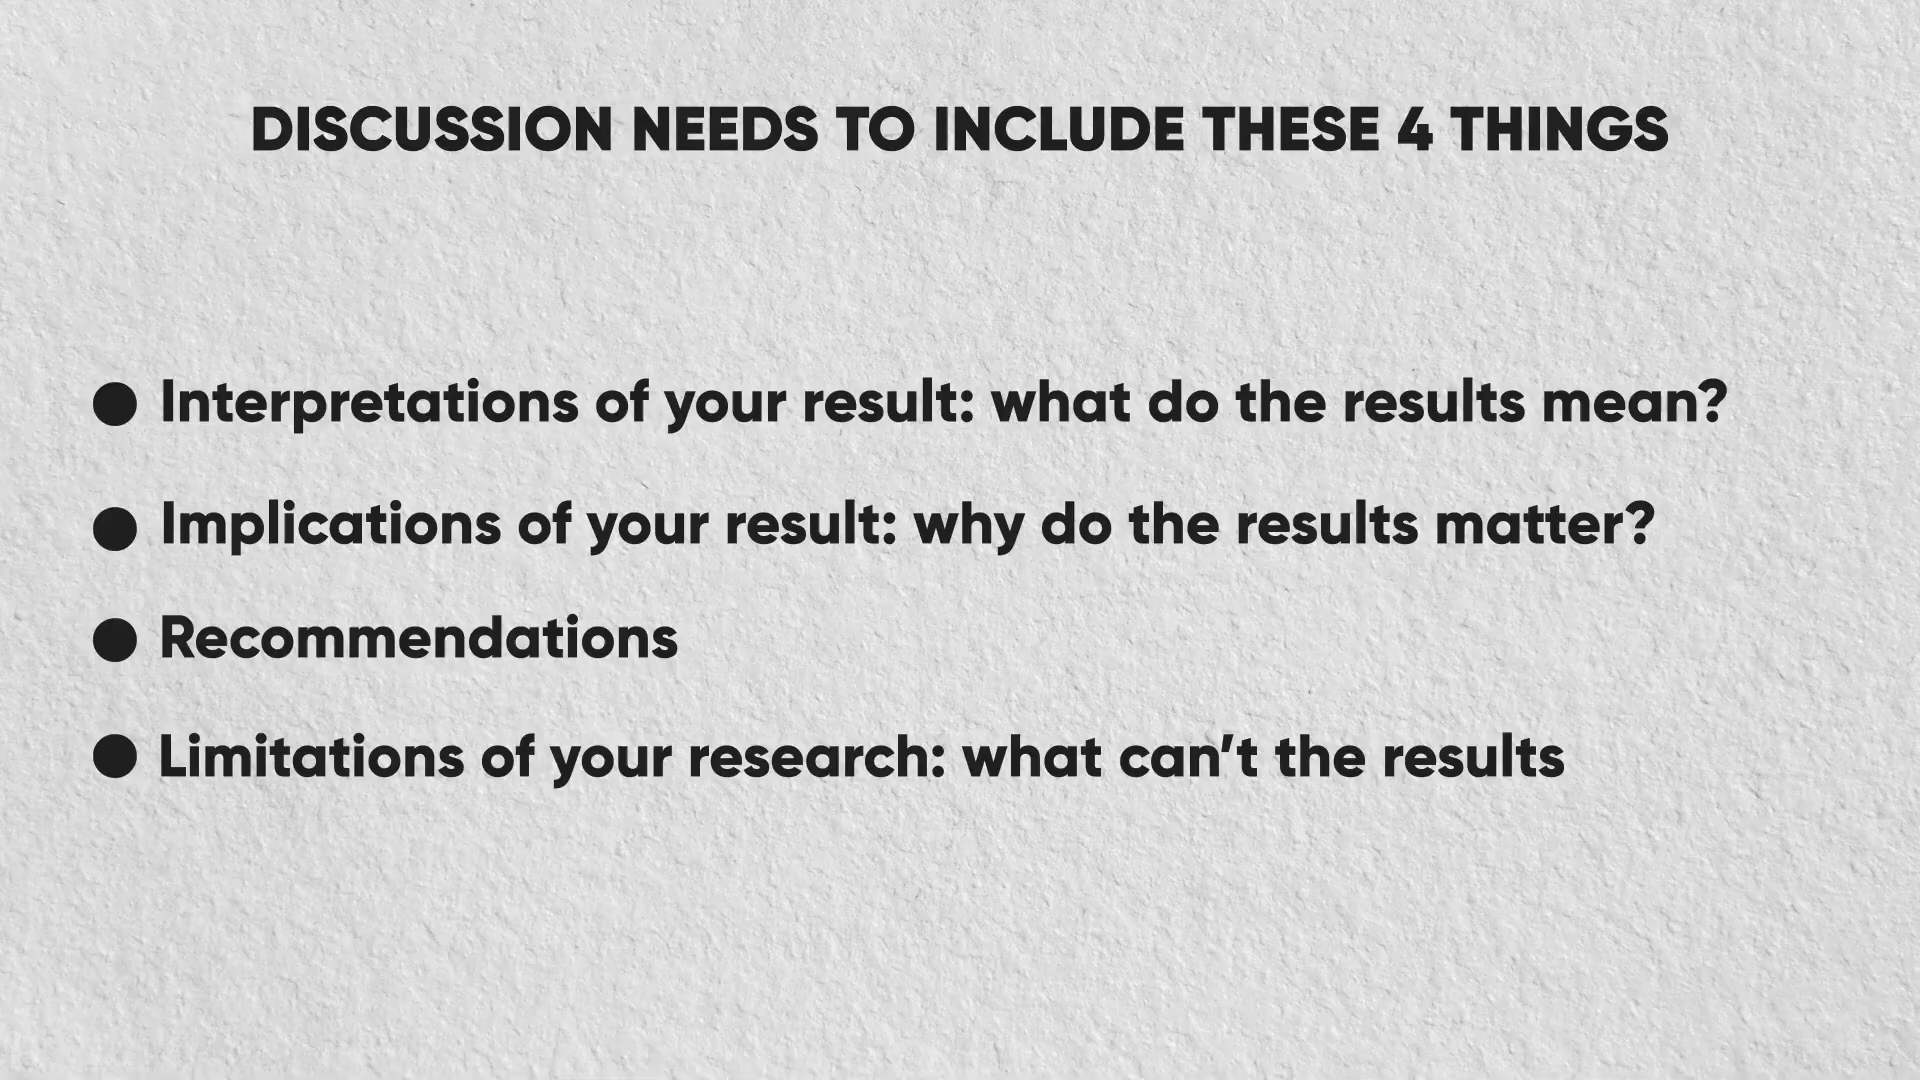 DISCUSSION NEEDS TO INCLUDE THESE 4 THINGS
● Interpretations of your result: what do the results mean?
● Implications of your result: why do the results matter?
● Recommendations
● Limitations of your research: what can’t the results